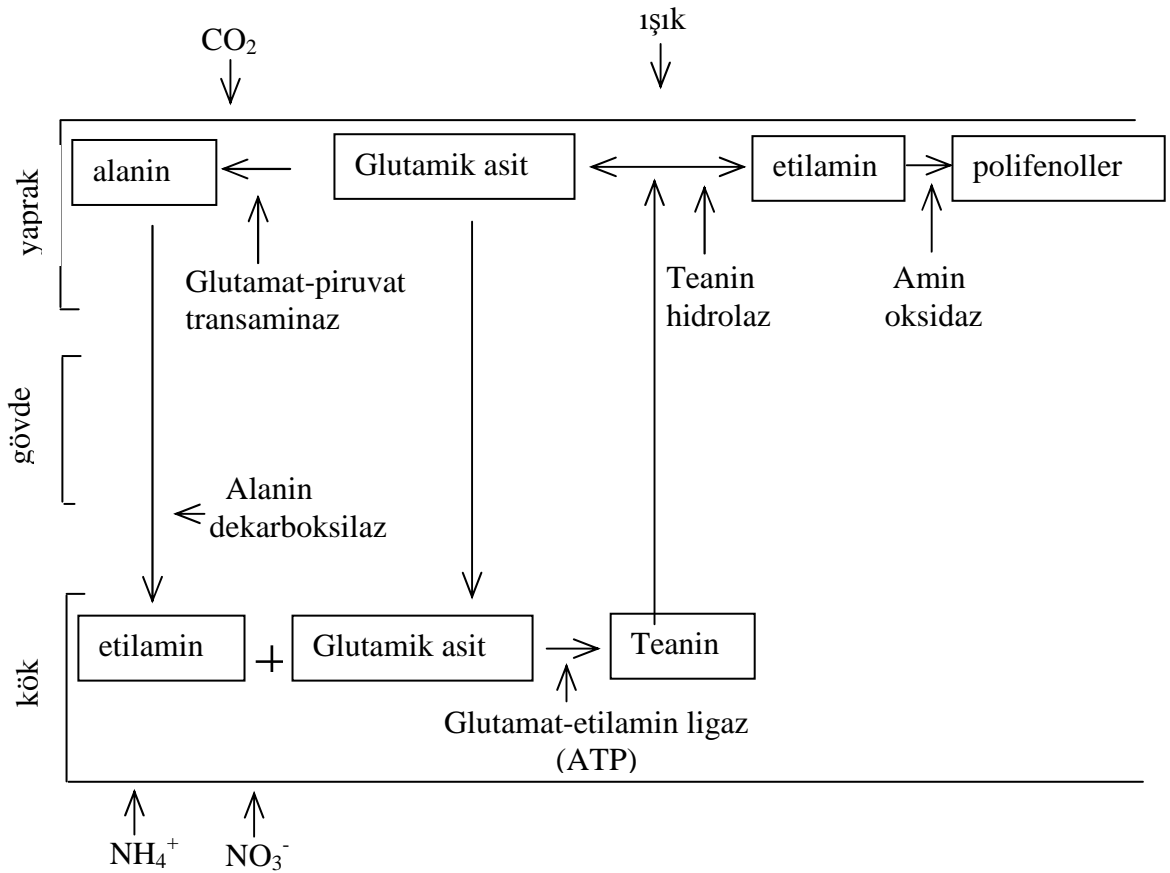 CO₂
ışık
yaprak
alanin
Glutamik asit
etilamin
polifenoller
Glutamat-piruvat
transaminaz
Teanin
hidrolaz
Amin
oksidaz
gövde
Alanin
dekarboksilaz
kök
etilamin
+
Glutamik asit
Teanin
Glutamat-etilamin ligaz
(ATP)
NH₄⁺
NO₃⁻